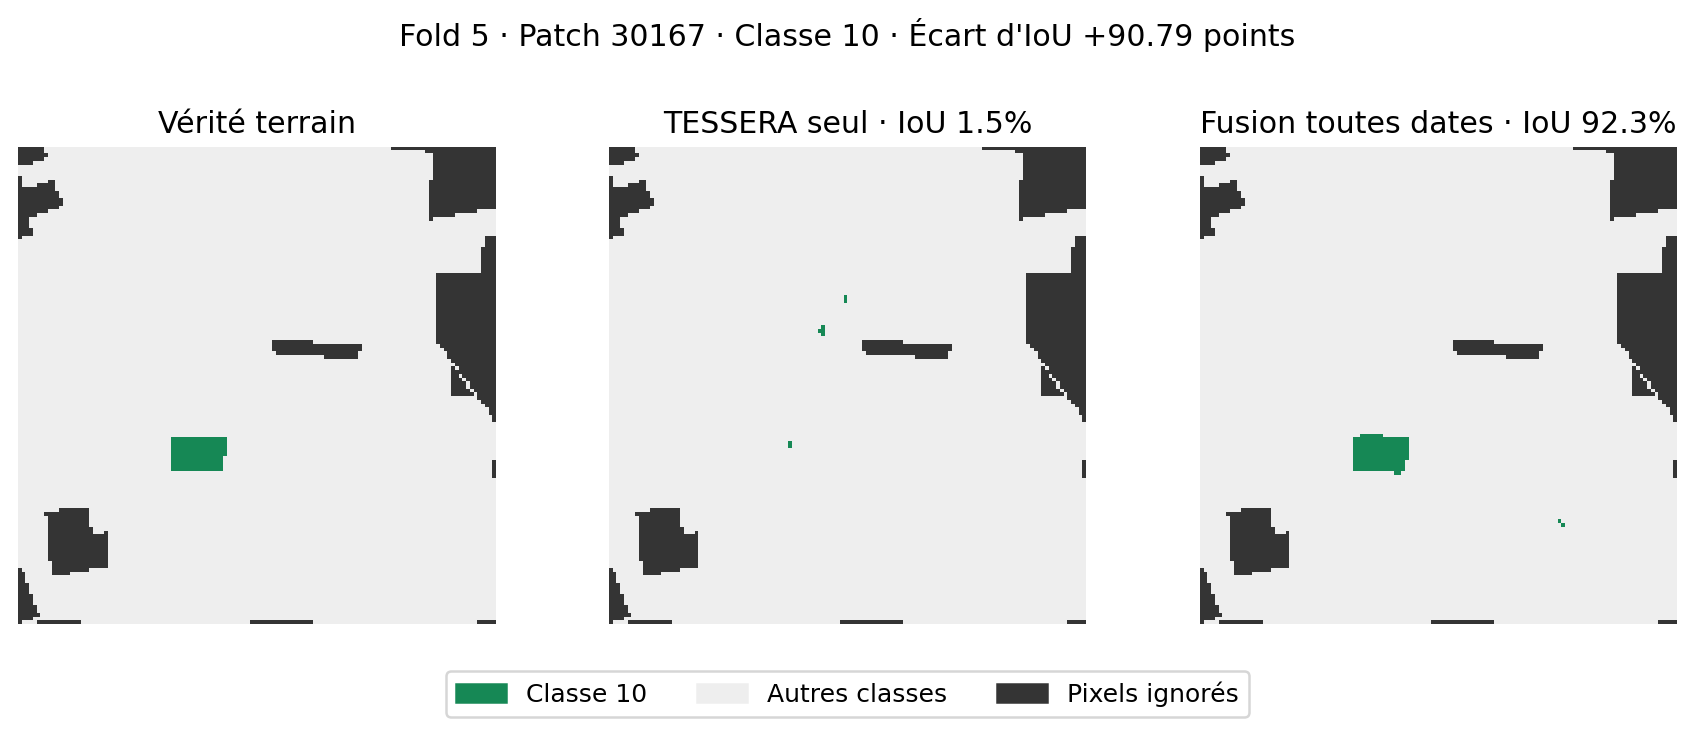 Fold 5 · Patch 30167 · Classe 10 · Écart d'IoU +90.79 points
Vérité terrain
TESSERA seul · IoU 1.5%
Fusion toutes dates · IoU 92.3%
Classe 10
Autres classes
Pixels ignorés